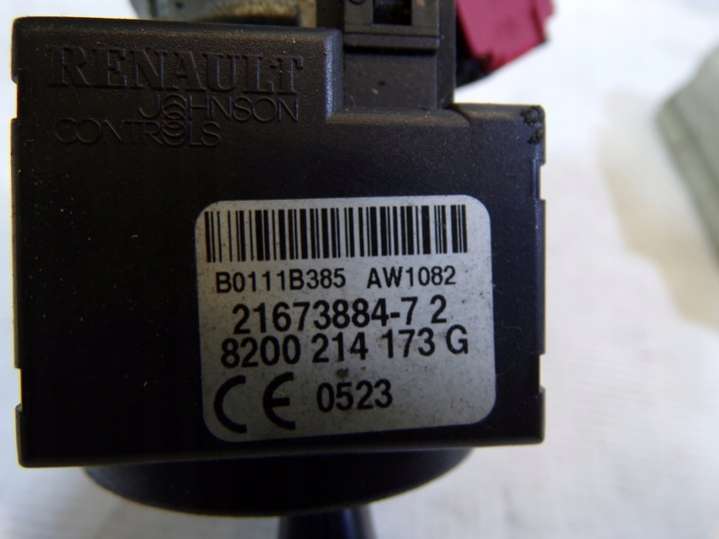 RENAULT
JOHNSON
CONTROLS
B0111B385 AW1082
21673884-7 2
8200 214 173 G
CE 0523